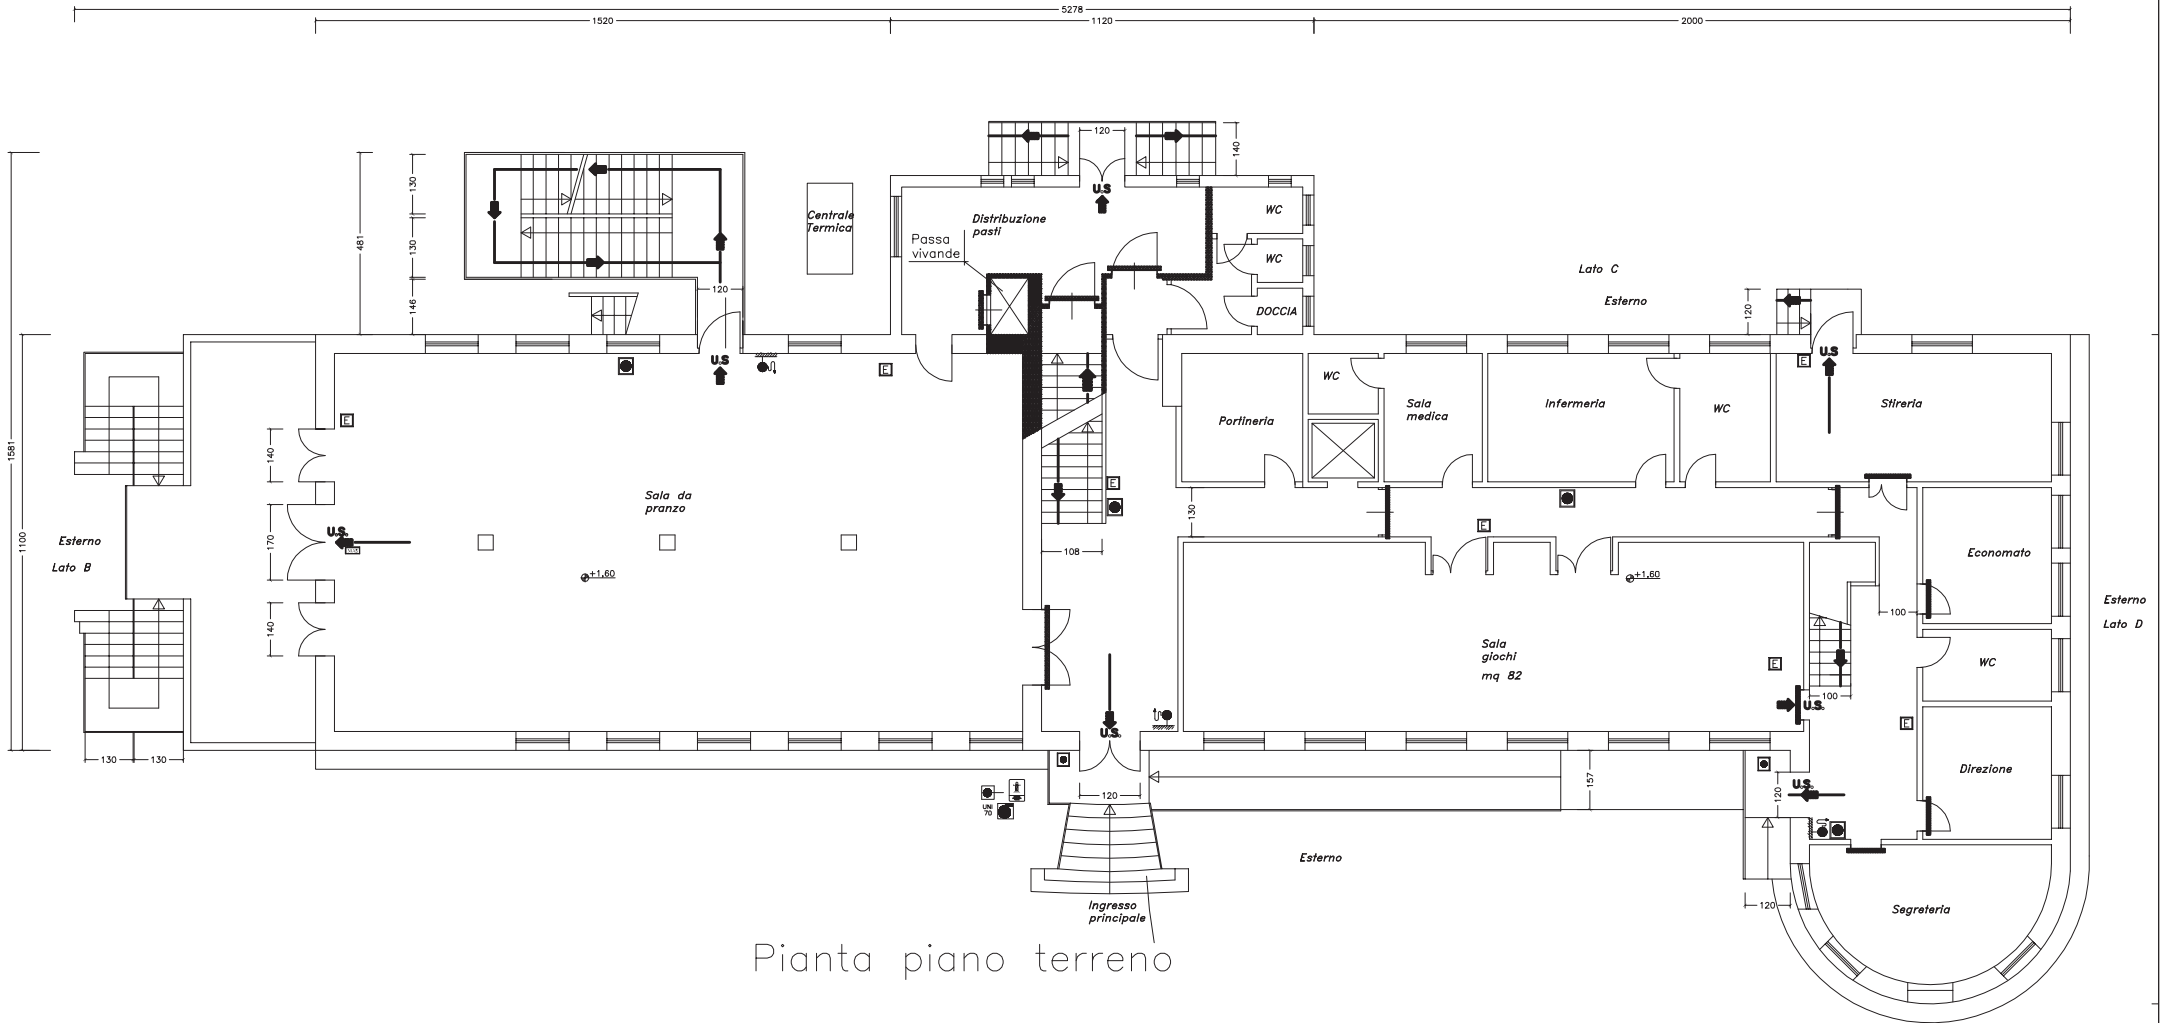 5278
1520
1120
2000
120
140
130
481
130
146
1581
1100
Centrale
Termica
Distribuzione
pasti
Passa
vivande
U.S
WC
WC
DOCCIA
Lato C
Esterno
120
120
U.S
U.S
E
E
E
WC
Portineria
Sala
medica
Infermeria
WC
Stireria
140
170
140
Sala da
pranzo
U.S.
+1,60
E
130
108
E
Esterno
Lato B
Economato
100
+1,60
Sala
giochi
mq 82
E
WC
100
U.S.
E
Esterno
Lato D
130
130
U.S.
120
157
UNI
70
U.S.
120
Direzione
Esterno
120
Segreteria
Ingresso
principale
Pianta piano terreno